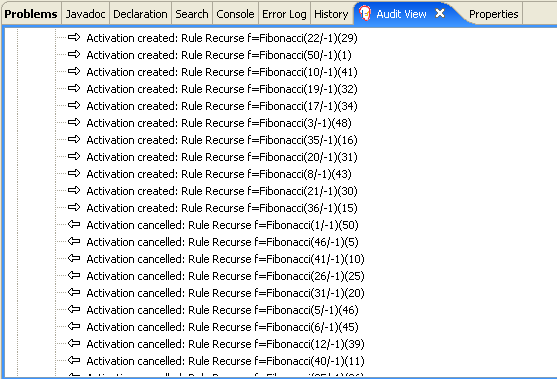 Problems Javadoc Declaration Search Console Error Log History Audit View Properties
Activation created: Rule Recurse f=Fibonacci(22/-1)(29)
Activation created: Rule Recurse f=Fibonacci(50/-1)(1)
Activation created: Rule Recurse f=Fibonacci(10/-1)(41)
Activation created: Rule Recurse f=Fibonacci(19/-1)(32)
Activation created: Rule Recurse f=Fibonacci(17/-1)(34)
Activation created: Rule Recurse f=Fibonacci(3/-1)(48)
Activation created: Rule Recurse f=Fibonacci(35/-1)(16)
Activation created: Rule Recurse f=Fibonacci(20/-1)(31)
Activation created: Rule Recurse f=Fibonacci(8/-1)(43)
Activation created: Rule Recurse f=Fibonacci(21/-1)(30)
Activation created: Rule Recurse f=Fibonacci(36/-1)(15)
Activation cancelled: Rule Recurse f=Fibonacci(1/-1)(50)
Activation cancelled: Rule Recurse f=Fibonacci(46/-1)(5)
Activation cancelled: Rule Recurse f=Fibonacci(41/-1)(10)
Activation cancelled: Rule Recurse f=Fibonacci(26/-1)(25)
Activation cancelled: Rule Recurse f=Fibonacci(31/-1)(20)
Activation cancelled: Rule Recurse f=Fibonacci(5/-1)(46)
Activation cancelled: Rule Recurse f=Fibonacci(6/-1)(45)
Activation cancelled: Rule Recurse f=Fibonacci(12/-1)(39)
Activation cancelled: Rule Recurse f=Fibonacci(40/-1)(11)
Activation cancelled: Rule Recurse